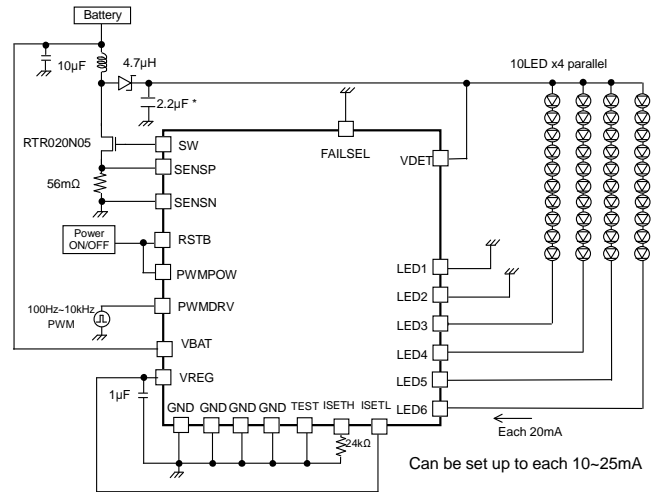 Battery
10µF
4.7µH
2.2µF *
10LED x4 parallel
RTR020N05
SW
FAILSEL
VDET
SENSP
56mΩ
SENSN
Power
ON/OFF
RSTB
PWMPOW
LED1
LED2
100Hz~10kHz
PWM
PWMDRV
LED3
VBAT
LED4
VREG
LED5
1µF
GND
GND
GND
GND
TEST
ISETH
ISETL
LED6
24kΩ
Each 20mA
Can be set up to each 10~25mA